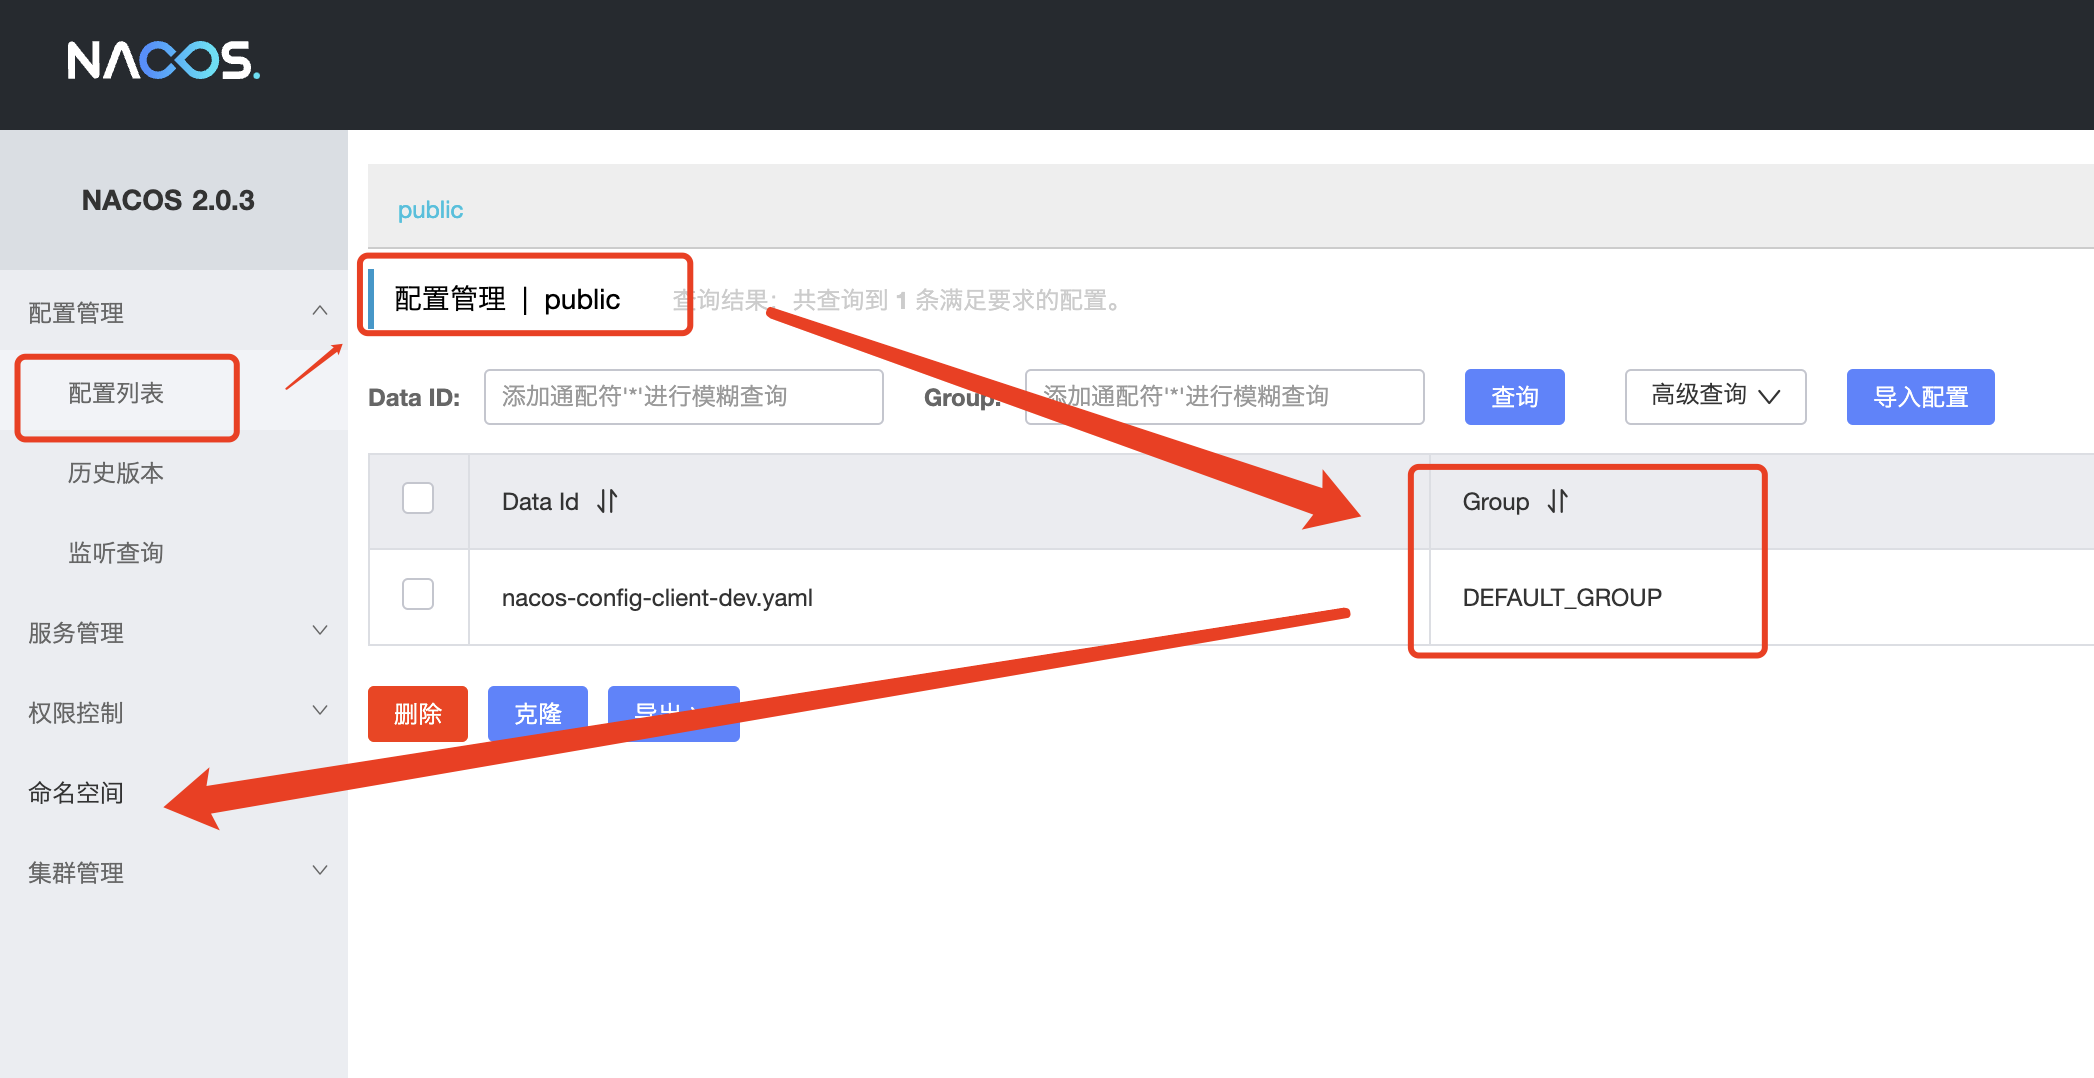 NACOS.
NACOS 2.0.3
配置管理
配置列表
历史版本
监听查询
服务管理
权限控制
命名空间
集群管理
public
配置管理 | public 查询结果：共查询到 1 条满足要求的配置。
Data ID: 添加通配符'*'进行模糊查询 Group: 添加通配符'*'进行模糊查询 查询 高级查询 导入配置
Data Id Group
nacos-config-client-dev.yaml DEFAULT_GROUP
删除 克隆 导出